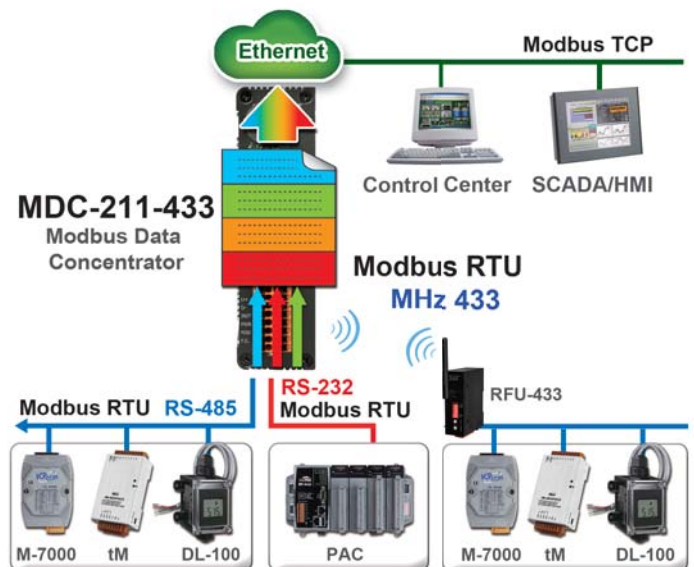 Ethernet
Modbus TCP
Control Center
SCADA/HMI
MDC-211-433
Modbus Data
Concentrator
Modbus RTU
MHz 433
RFU-433
Modbus RTU RS-485
RS-232
Modbus RTU
M-7000 tM DL-100
PAC
M-7000 tM DL-100